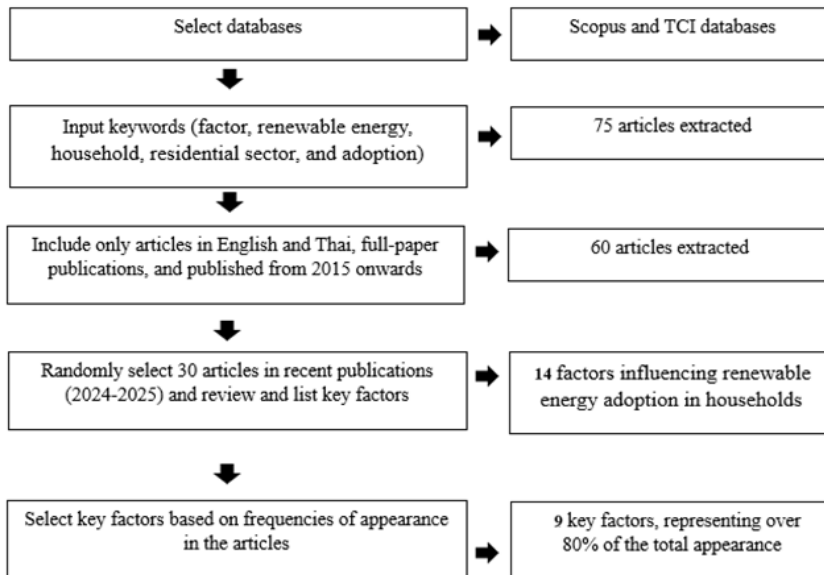 Select databases
Scopus and TCI databases
Input keywords (factor, renewable energy,
household, residential sector, and adoption)
75 articles extracted
Include only articles in English and Thai, full-paper
publications, and published from 2015 onwards
60 articles extracted
Randomly select 30 articles in recent publications
(2024-2025) and review and list key factors
14 factors influencing renewable
energy adoption in households
Select key factors based on frequencies of appearance
in the articles
9 key factors, representing over
80% of the total appearance